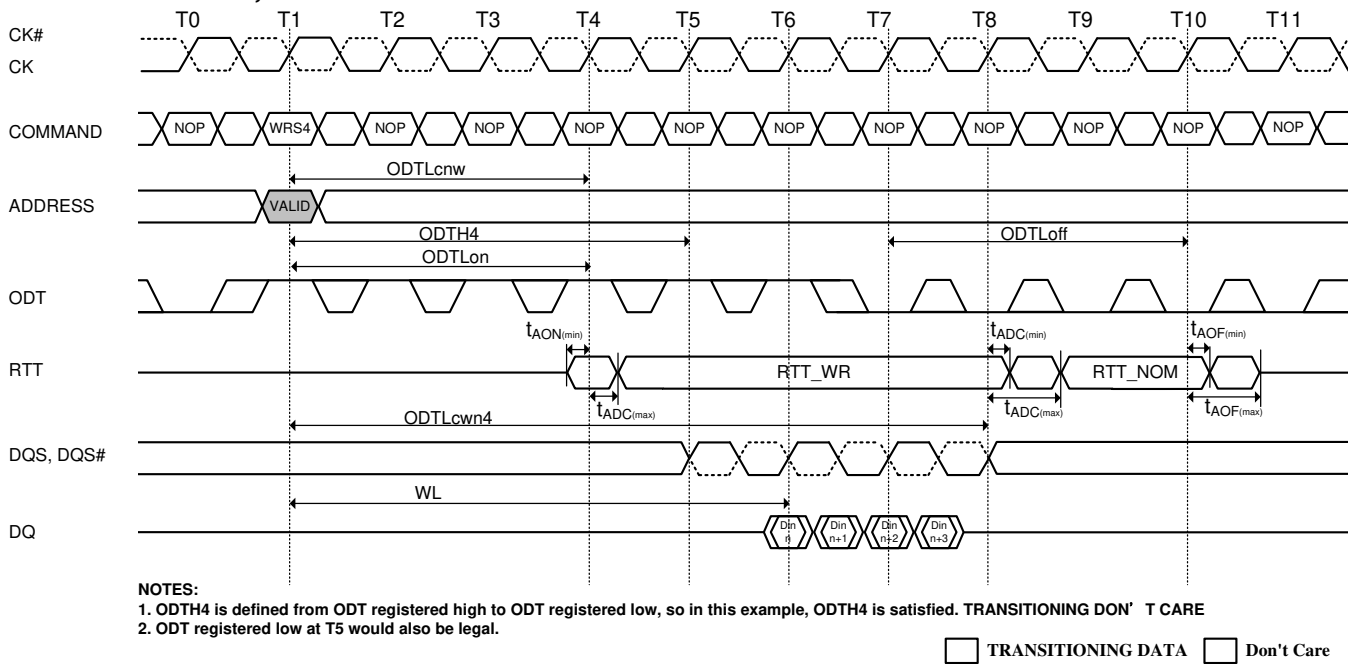 T0 T1 T2 T3 T4 T5 T6 T7 T8 T9 T10 T11
CK#
CK
COMMAND NOP WRS4 NOP NOP NOP NOP NOP NOP NOP NOP NOP NOP
ODTLcnw
ADDRESS VALID
ODTH4 ODTLoff
ODTLon
ODT
tAON(min) tADC(min) tAOF(min)
RTT RTT_WR RTT_NOM
tADC(max) tADC(max) tAOF(max)
ODTLcwn4
DQS, DQS#
WL
DQ Din n Din n+1 Din n+2 Din n+3
NOTES:
1. ODTH4 is defined from ODT registered high to ODT registered low, so in this example, ODTH4 is satisfied. TRANSITIONING DON' T CARE
2. ODT registered low at T5 would also be legal.
TRANSITIONING DATA Don't Care